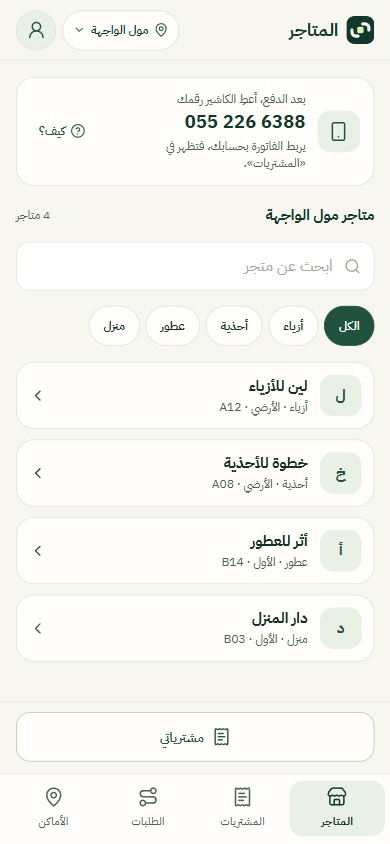 المتاجر
مول الواجهة
بعد الدفع، أعطِ الكاشير رقمك
055 226 6388
يربط الفاتورة بحسابك، فتظهر في
«المشتريات».
كيف؟
متاجر مول الواجهة
4 متاجر
ابحث عن متجر
الكل
أزياء
أحذية
عطور
منزل
ل
لين للأزياء
أزياء · الأرضي · A12
خ
خطوة للأحذية
أحذية · الأرضي · A08
أ
أثر للعطور
عطور · الأول · B14
د
دار المنزل
منزل · الأول · B03
مشترياتي
المتاجر
المشتريات
الطلبات
الأماكن